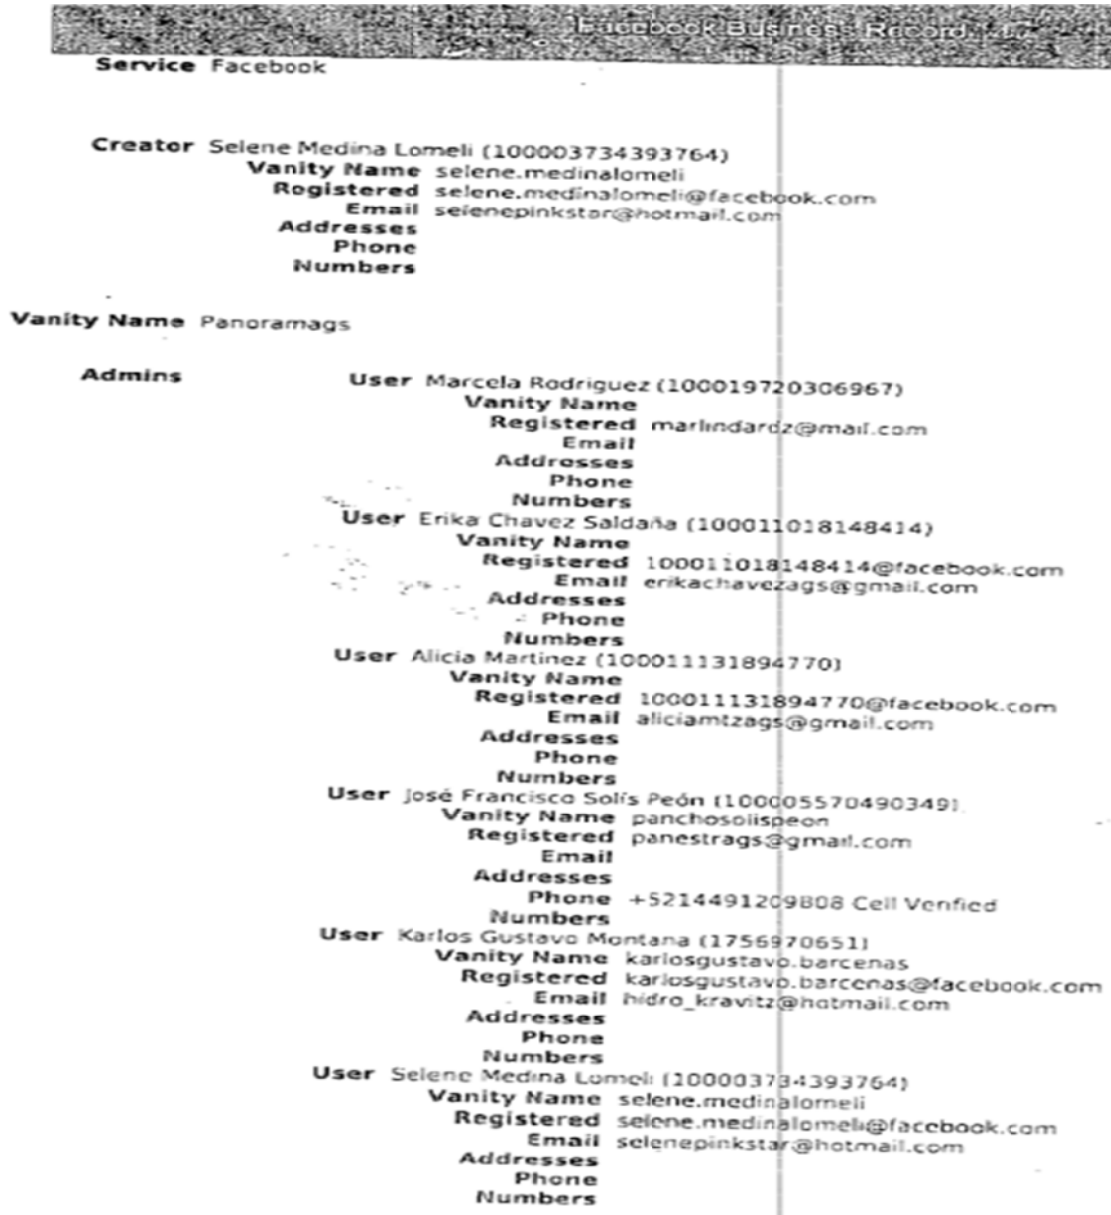 Facebook Business Record
Service Facebook
Creator Selene Medina Lomeli (100003734393764)
Vanity Name selene.medinalomeli
Registered selene.medinalomeli@facebook.com
Email selenepinkstar@hotmail.com
Addresses
Phone
Numbers
Vanity Name Panoramags
Admins User Marcela Rodriguez (100019720306967)
Vanity Name
Registered marlindardz@mail.com
Email
Addresses
Phone
Numbers
User Erika Chavez Saldaña (100011018148414)
Vanity Name
Registered 100011018148414@facebook.com
Email erikachavezags@gmail.com
Addresses
Phone
Numbers
User Alicia Martinez (100011131894770)
Vanity Name
Registered 100011131894770@facebook.com
Email aliciamtzags@gmail.com
Addresses
Phone
Numbers
User José Francisco Solís Peón (100005570490349)
Vanity Name panchosolispeon
Registered panestrags@gmail.com
Email
Addresses
Phone +5214491209808 Cell Verified
Numbers
User Karlos Gustavo Montana (1756970651)
Vanity Name karlosgustavo.barcenas
Registered karlosgustavo.barcenas@facebook.com
Email hidro_kravitz@hotmail.com
Addresses
Phone
Numbers
User Selene Medina Lomeli (100003734393764)
Vanity Name selene.medinalomeli
Registered selene.medinalomeli@facebook.com
Email selenepinkstar@hotmail.com
Addresses
Phone
Numbers